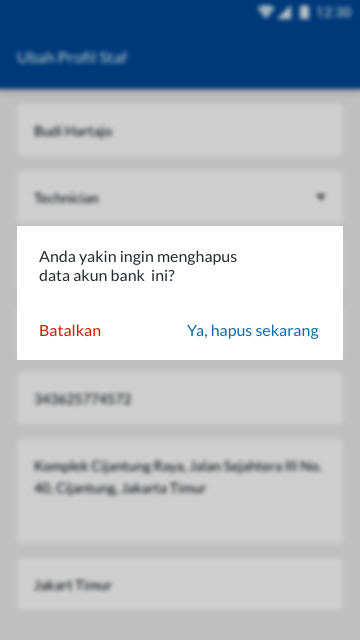 12:30
Ubah Profil Staf
Budi Hartajo
Technician
Anda yakin ingin menghapus
data akun bank  ini?
Batalkan
Ya, hapus sekarang
343625774572
Komplek Cijantung Raya, Jalan Sejahtera III No.
40, Cijantung, Jakarta Timur
Jakart Timur